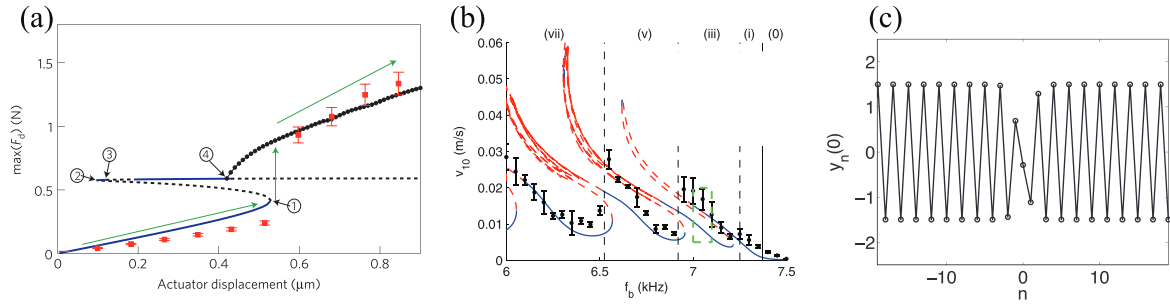 (a)
max(F_d) (N)
1.5
1
0.5
0
0
0.2
0.4
0.6
0.8
Actuator displacement (μm)
1
2
3
4
(b)
(vii)
(v)
(iii)
(i)
(0)
v_10 (m/s)
0.06
0.05
0.04
0.03
0.02
0.01
0.00
6
6.5
7
7.5
f_b (kHz)
(c)
y_n(0)
2
1
0
-1
-2
-10
0
10
n